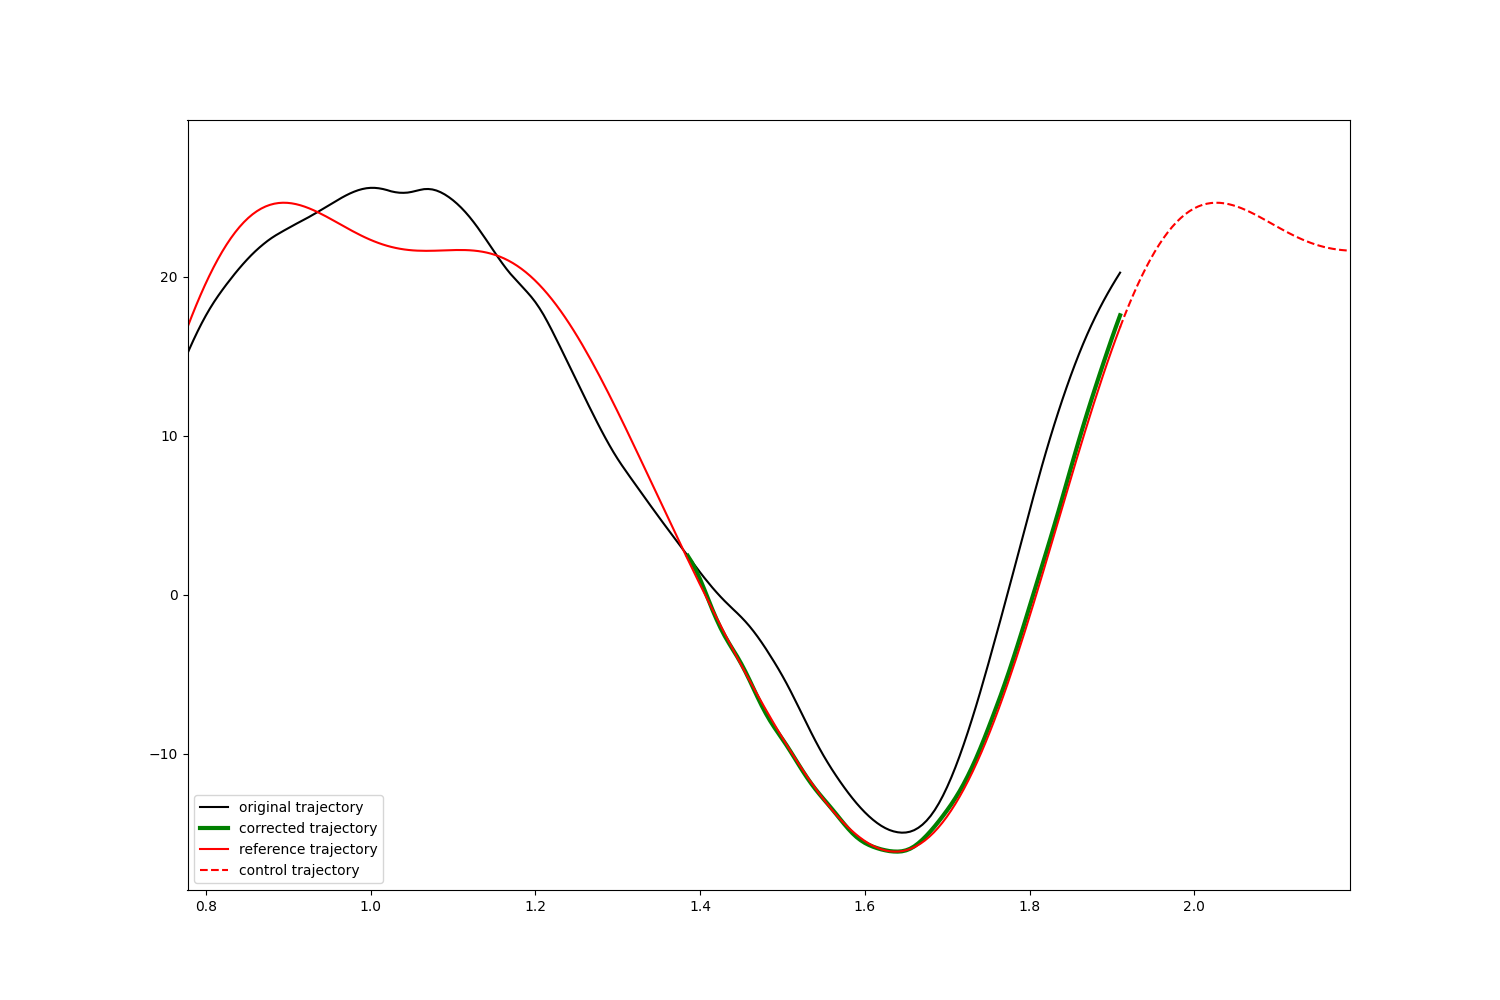 20
10
0
−10
original trajectory
corrected trajectory
reference trajectory
control trajectory
0.8 1.0 1.2 1.4 1.6 1.8 2.0